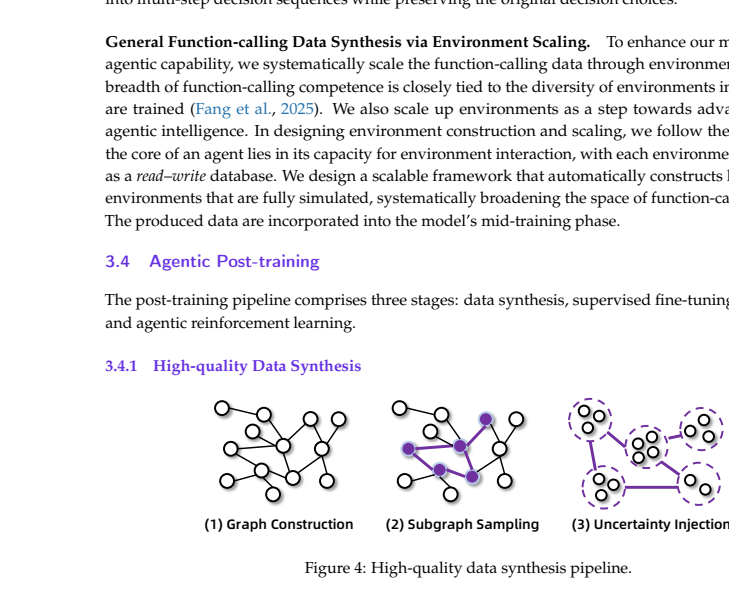 into multi-step decision sequences while preserving the original decision choices.
General Function-calling Data Synthesis via Environment Scaling. To enhance our m
agentic capability, we systematically scale the function-calling data through environme
breadth of function-calling competence is closely tied to the diversity of environments in
are trained (Fang et al., 2025). We also scale up environments as a step towards adva
agentic intelligence. In designing environment construction and scaling, we follow the
the core of an agent lies in its capacity for environment interaction, with each environme
as a read–write database. We design a scalable framework that automatically constructs
environments that are fully simulated, systematically broadening the space of function-ca
The produced data are incorporated into the model's mid-training phase.
3.4 Agentic Post-training
The post-training pipeline comprises three stages: data synthesis, supervised fine-tuning
and agentic reinforcement learning.
3.4.1 High-quality Data Synthesis
(1) Graph Construction (2) Subgraph Sampling (3) Uncertainty Injection
Figure 4: High-quality data synthesis pipeline.